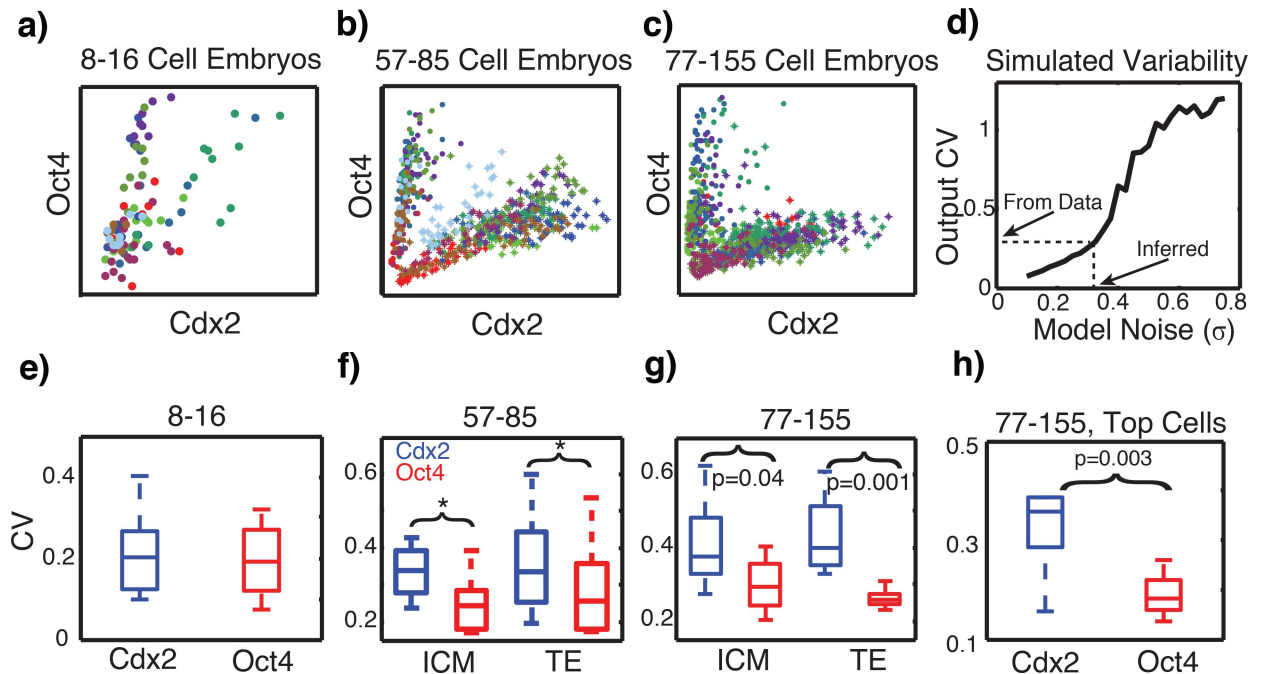 a)
8-16 Cell Embryos
Oct4
Cdx2
b)
57-85 Cell Embryos
Oct4
Cdx2
c)
77-155 Cell Embryos
Oct4
Cdx2
d)
Simulated Variability
Output CV
1
0.5
0
From Data
Inferred
0 0.2 0.4 0.6 0.8
Model Noise (σ)
e)
8-16
CV
0.4
0.2
0
Cdx2 Oct4
f)
57-85
Cdx2
Oct4
*
*
0.6
0.4
0.2
ICM TE
g)
77-155
0.6
0.4
0.2
p=0.04
p=0.001
ICM TE
h)
77-155, Top Cells
0.5
0.3
0.1
p=0.003
Cdx2 Oct4